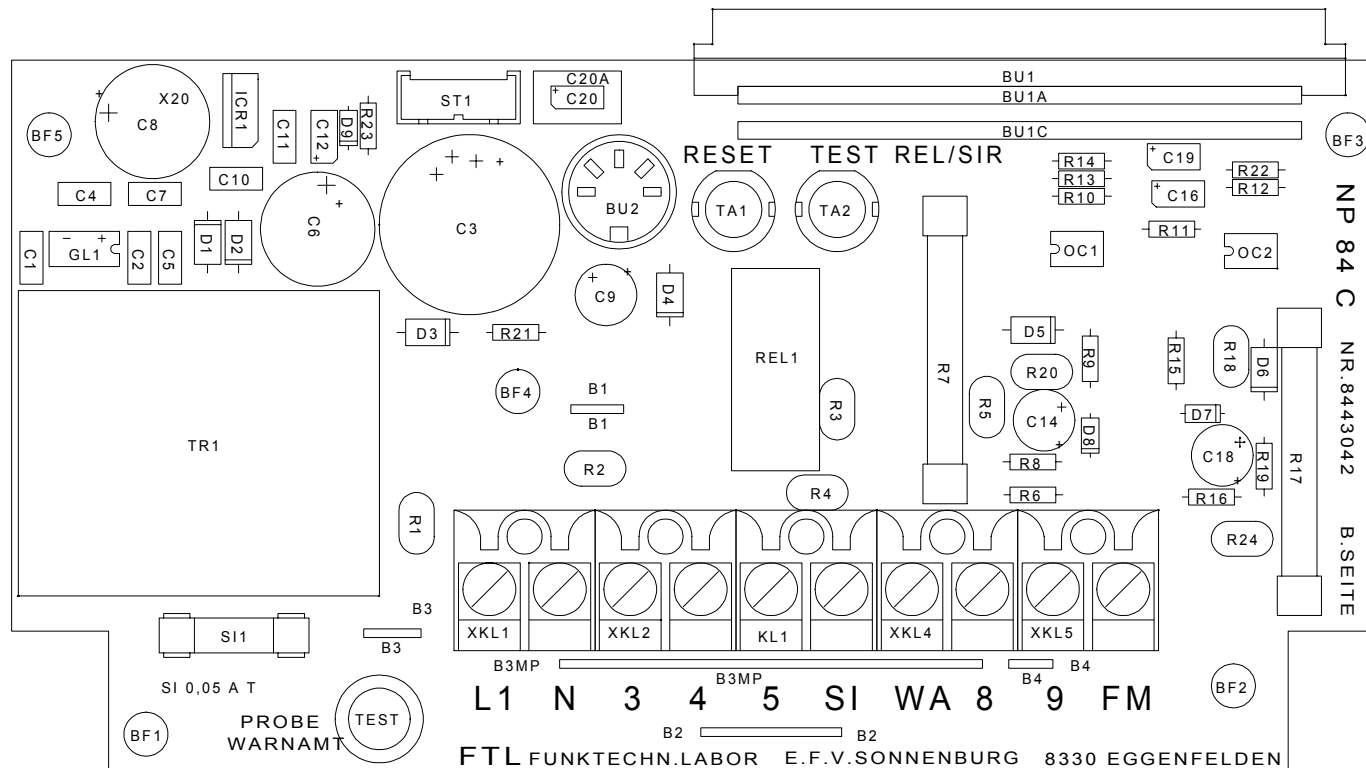 BU1
BU1A
BU1C
C20A
C20
ST1
X20
C8
ICR1
C11
C12
D9
R23
BF5
BF3
RESET TEST REL/SIR
R14
R13
R10
C19
C16
R22
R12
R11
C10
C4
C7
C6
C3
BU2
TA1
TA2
OC1
OC2
C1
GL1
C2
C5
D1
D2
C9
D4
D3
R21
D5
R9
R20
R15
R18
D6
REL1
R7
BF4
B1
B1
R3
R5
C14
D8
D7
C18
R19
R17
TR1
R2
R4
R8
R6
R16
R1
R24
NP 84 C NR.8443042 B.SEITE
SI1
B3
B3
XKL1
XKL2
KL1
XKL4
XKL5
B3MP
B3MP
B4
B4
SI 0,05 A T
L1 N 3 4 5 SI WA 8 9 FM
BF2
BF1
PROBE
WARNAMT
TEST
B2
B2
FTL FUNKTECHN.LABOR E.F.V.SONNENBURG 8330 EGGENFELDEN